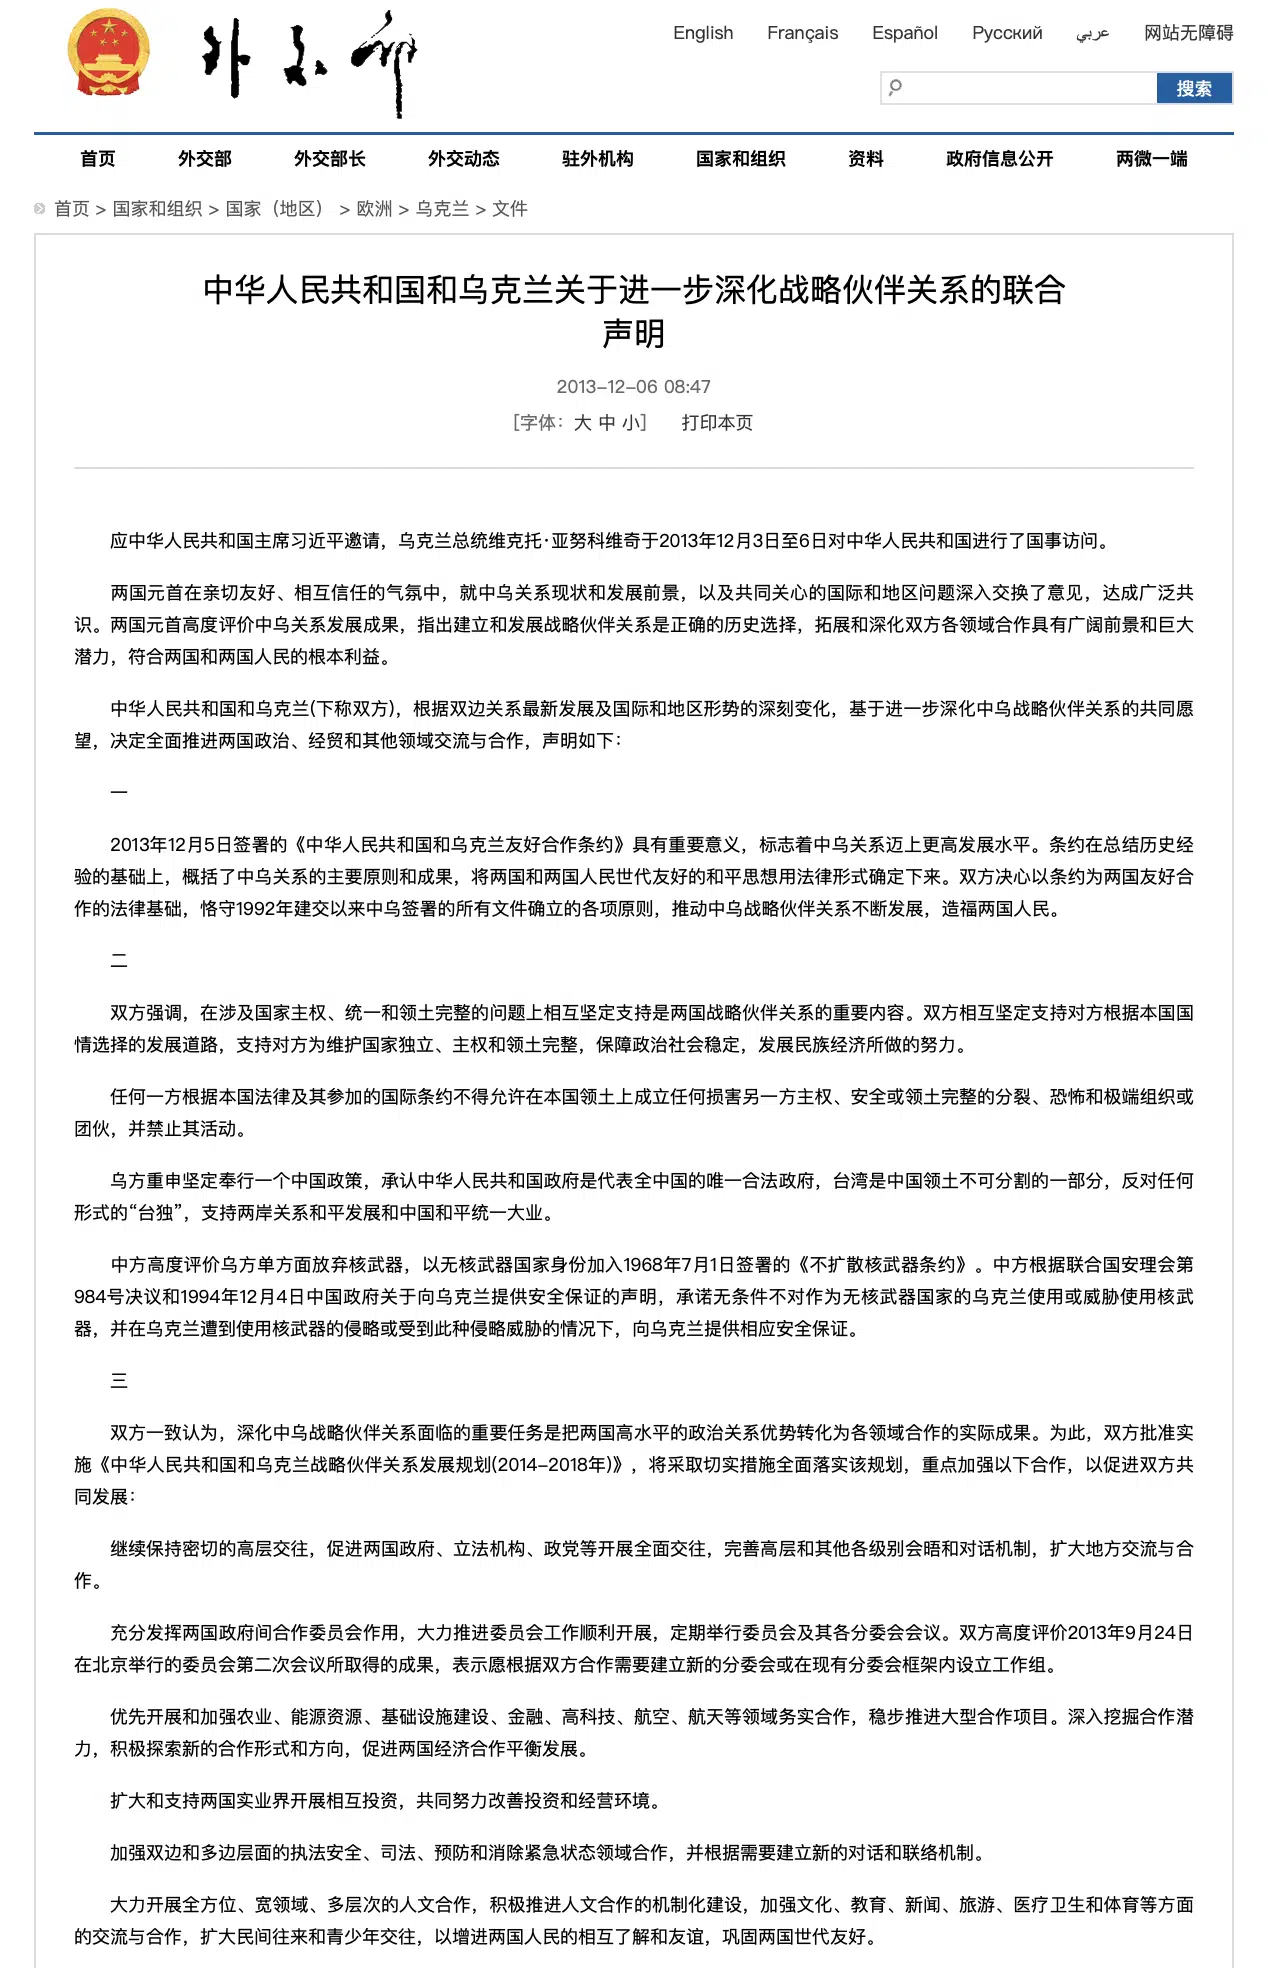 外交部
English Français Español Русский عربي 网站无障碍
搜索
首页 外交部 外交部长 外交动态 驻外机构 国家和组织 资料 政府信息公开 两微一端
首页 > 国家和组织 > 国家（地区） > 欧洲 > 乌克兰 > 文件
中华人民共和国和乌克兰关于进一步深化战略伙伴关系的联合
声明
2013-12-06 08:47
[字体：大 中 小] 打印本页
应中华人民共和国主席习近平邀请，乌克兰总统维克托·亚努科维奇于2013年12月3日至6日对中华人民共和国进行了国事访问。
两国元首在亲切友好、相互信任的气氛中，就中乌关系现状和发展前景，以及共同关心的国际和地区问题深入交换了意见，达成广泛共
识。两国元首高度评价中乌关系发展成果，指出建立和发展战略伙伴关系是正确的历史选择，拓展和深化双方各领域合作具有广阔前景和巨大
潜力，符合两国和两国人民的根本利益。
中华人民共和国和乌克兰(下称双方)，根据双边关系最新发展及国际和地区形势的深刻变化，基于进一步深化中乌战略伙伴关系的共同愿
望，决定全面推进两国政治、经贸和其他领域交流与合作，声明如下：
一
2013年12月5日签署的《中华人民共和国和乌克兰友好合作条约》具有重要意义，标志着中乌关系迈上更高发展水平。条约在总结历史经
验的基础上，概括了中乌关系的主要原则和成果，将两国和两国人民世代友好的和平思想用法律形式确定下来。双方决心以条约为两国友好合
作的法律基础，恪守1992年建交以来中乌签署的所有文件确立的各项原则，推动中乌战略伙伴关系不断发展，造福两国人民。
二
双方强调，在涉及国家主权、统一和领土完整的问题上相互坚定支持是两国战略伙伴关系的重要内容。双方相互坚定支持对方根据本国国
情选择的发展道路，支持对方为维护国家独立、主权和领土完整，保障政治社会稳定，发展民族经济所做的努力。
任何一方根据本国法律及其参加的国际条约不得允许在本国领土上成立任何损害另一方主权、安全或领土完整的分裂、恐怖和极端组织或
团伙，并禁止其活动。
乌方重申坚定奉行一个中国政策，承认中华人民共和国政府是代表全中国的唯一合法政府，台湾是中国领土不可分割的一部分，反对任何
形式的“台独”，支持两岸关系和平发展和中国和平统一大业。
中方高度评价乌方单方面放弃核武器，以无核武器国家身份加入1968年7月1日签署的《不扩散核武器条约》。中方根据联合国安理会第
984号决议和1994年12月4日中国政府关于向乌克兰提供安全保证的声明，承诺无条件不对作为无核武器国家的乌克兰使用或威胁使用核武
器，并在乌克兰遭到使用核武器的侵略或受到此种侵略威胁的情况下，向乌克兰提供相应安全保证。
三
双方一致认为，深化中乌战略伙伴关系面临的重要任务是把两国高水平的政治关系优势转化为各领域合作的实际成果。为此，双方批准实
施《中华人民共和国和乌克兰战略伙伴关系发展规划(2014-2018年)》，将采取切实措施全面落实该规划，重点加强以下合作，以促进双方共
同发展：
继续保持密切的高层交往，促进两国政府、立法机构、政党等开展全面交往，完善高层和其他各级别会晤和对话机制，扩大地方交流与合
作。
充分发挥两国政府间合作委员会作用，大力推进委员会工作顺利开展，定期举行委员会及其各分委会会议。双方高度评价2013年9月24日
在北京举行的委员会第二次会议所取得的成果，表示愿根据双方合作需要建立新的分委会或在现有分委会框架内设立工作组。
优先开展和加强农业、能源资源、基础设施建设、金融、高科技、航空、航天等领域务实合作，稳步推进大型合作项目。深入挖掘合作潜
力，积极探索新的合作形式和方向，促进两国经济合作平衡发展。
扩大和支持两国实业界开展相互投资，共同努力改善投资和经营环境。
加强双边和多边层面的执法安全、司法、预防和消除紧急状态领域合作，并根据需要建立新的对话和联络机制。
大力开展全方位、宽领域、多层次的人文合作，积极推进人文合作的机制化建设，加强文化、教育、新闻、旅游、医疗卫生和体育等方面
的交流与合作，扩大民间往来和青少年交往，以增进两国人民的相互了解和友谊，巩固两国世代友好。